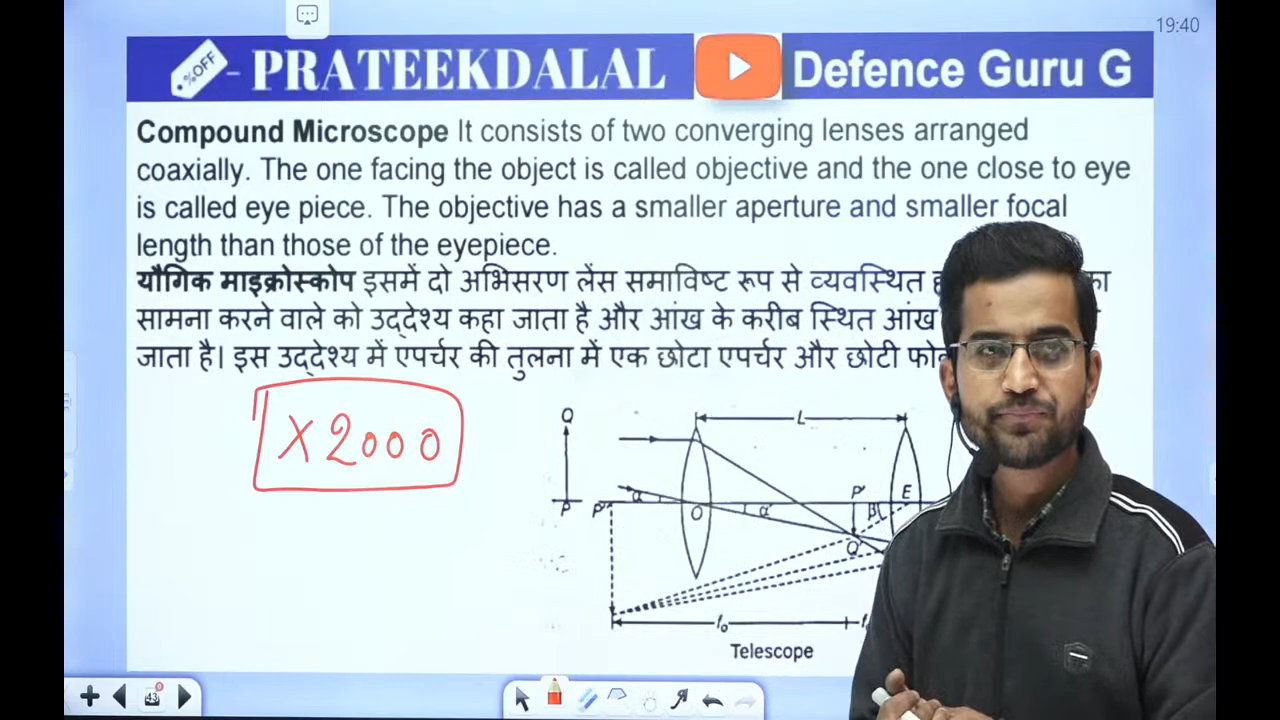 19:40
%OFF - PRATEEKDALAL Defence Guru G
Compound Microscope It consists of two converging lenses arranged
coaxially. The one facing the object is called objective and the one close to eye
is called eye piece. The objective has a smaller aperture and smaller focal
length than those of the eyepiece.
यौगिक माइक्रोस्कोप इसमें दो अभिसरण लेंस समाविष्ट रूप से व्यवस्थित का
सामना करने वाले को उद्देश्य कहा जाता है और आंख के करीब स्थित आंख
जाता है। इस उद्देश्य में एपर्चर की तुलना में एक छोटा एपर्चर और छोटी
X2000
Q L
α P' E
P P" O α' β
Q'
fo
Telescope
43